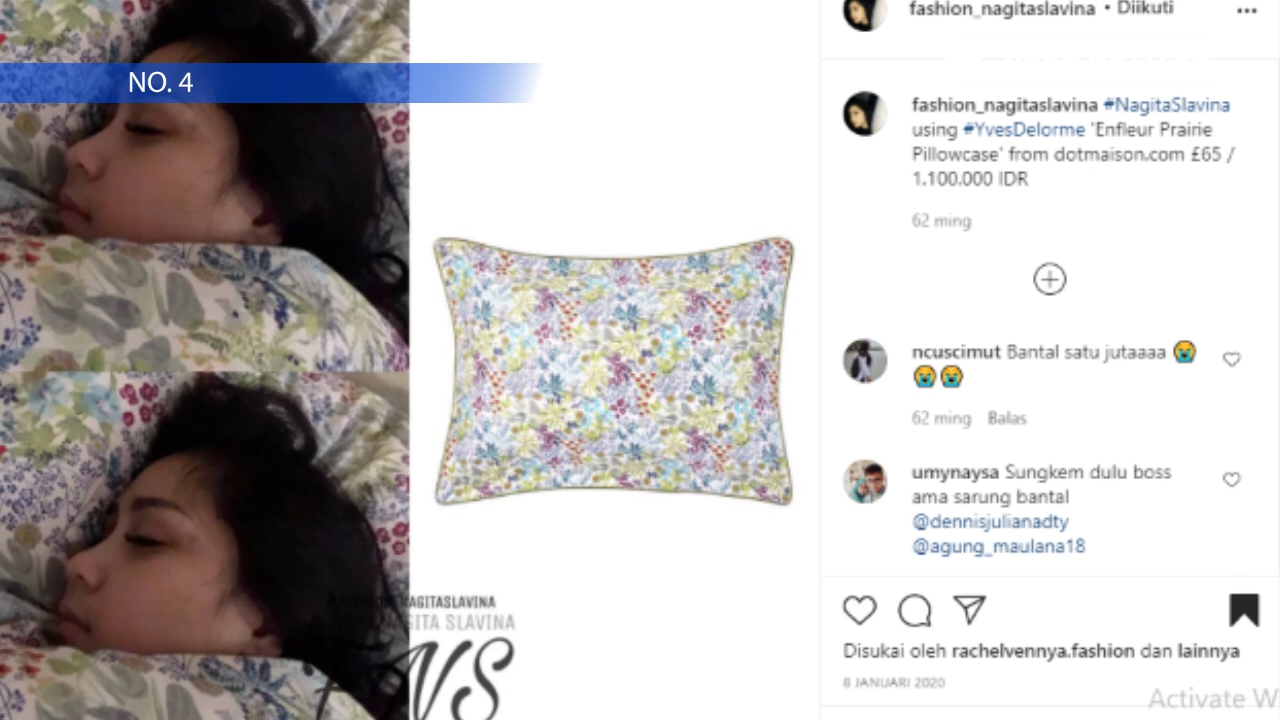 NO. 4
fashion_nagitaslavina • Diikuti
fashion_nagitaslavina #NagitaSlavina
using #YvesDelorme 'Enfleur Prairie
Pillowcase' from dotmaison.com £65 /
1.100.000 IDR
62 ming
ncuscimut Bantal satu jutaaaa 😭
😭😭
62 ming Balas
umynaysa Sungkem dulu boss
ama sarung bantal
@dennisjulianadty
@agung_maulana18
NAGITASLAVINA
NAGITA SLAVINA
FNS
Disukai oleh rachelvennya.fashion dan lainnya
8 JANUARI 2020
Activate W